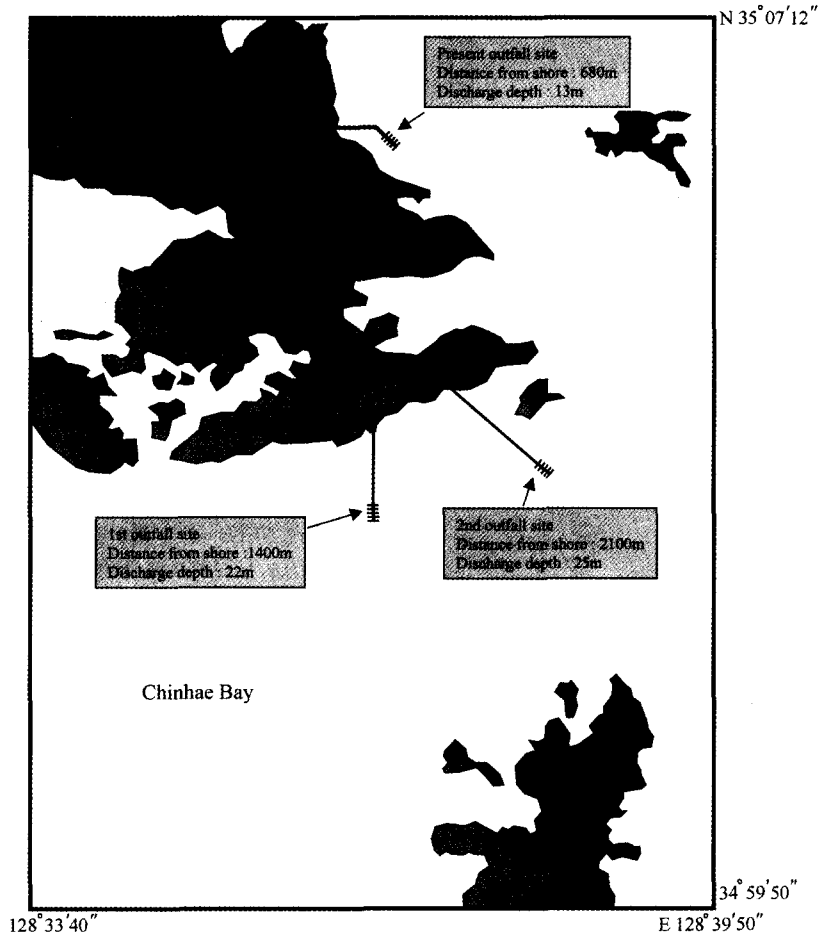 N 35°07′12″
Present outfall site
Distance from shore : 680m
Discharge depth : 13m
1st outfall site
Distance from shore :1400m
Discharge depth : 22m
2nd outfall site
Distance from shore : 2100m
Discharge depth : 25m
Chinhae Bay
34°59′50″
128°33′40″
E 128°39′50″